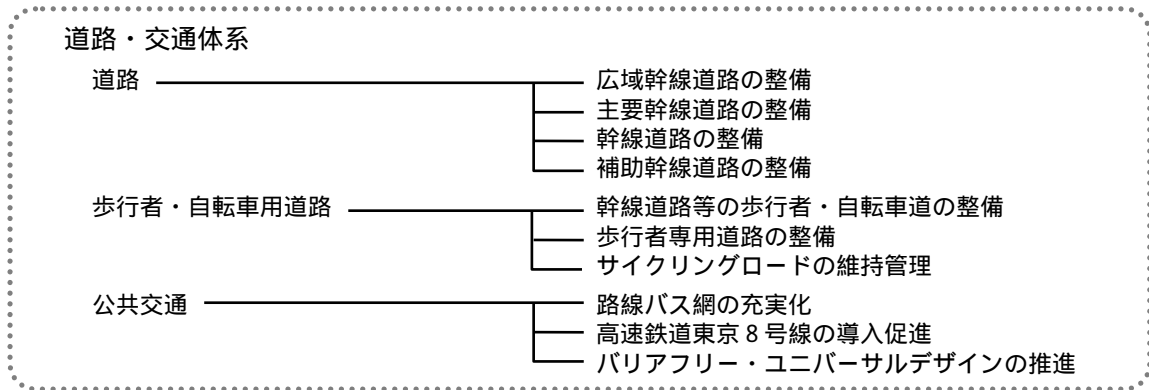 道路・交通体系
道路
広域幹線道路の整備
主要幹線道路の整備
幹線道路の整備
補助幹線道路の整備
歩行者・自転車用道路
幹線道路等の歩行者・自転車道の整備
歩行者専用道路の整備
サイクリングロードの維持管理
公共交通
路線バス網の充実化
高速鉄道東京８号線の導入促進
バリアフリー・ユニバーサルデザインの推進